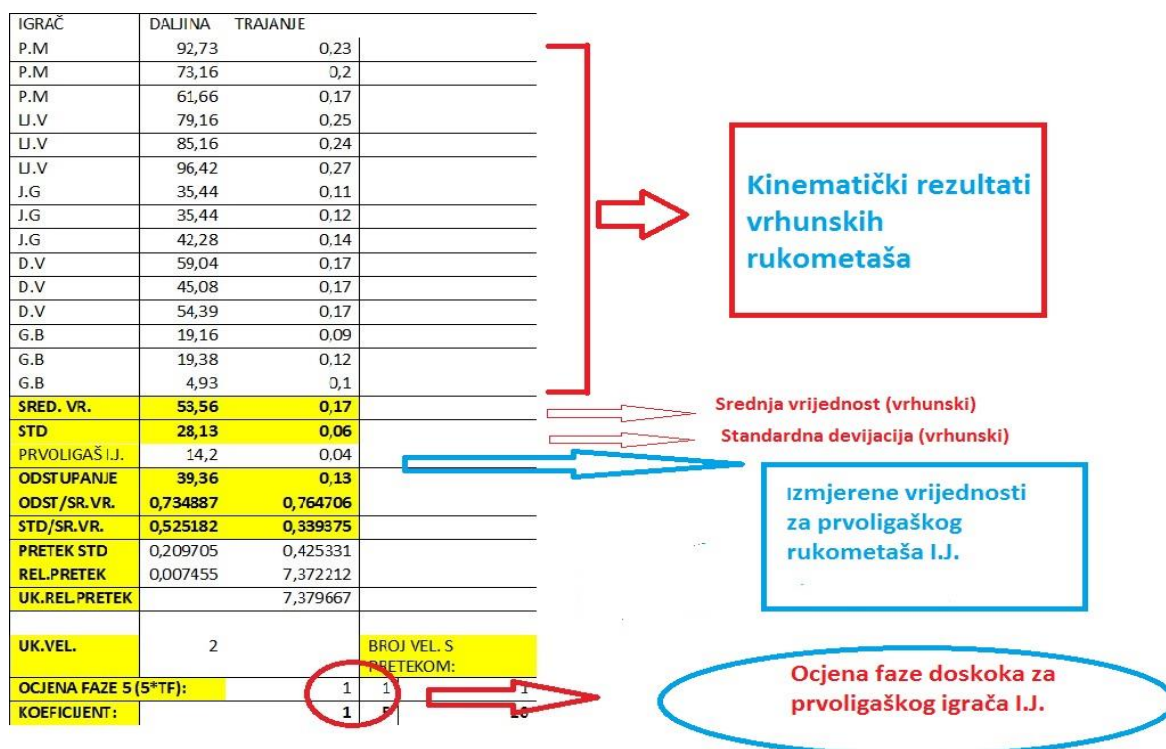 IGRAČ DALJINA TRAJANJE
P.M 92,73 0,23
P.M 73,16 0,2
P.M 61,66 0,17
LJ.V 79,16 0,25
LJ.V 85,16 0,24
LJ.V 96,42 0,27
J.G 35,44 0,11
J.G 35,44 0,12
J.G 42,28 0,14
D.V 59,04 0,17
D.V 45,08 0,17
D.V 54,39 0,17
G.B 19,16 0,09
G.B 19,38 0,12
G.B 4,93 0,1
SRED. VR. 53,56 0,17
STD 28,13 0,06
PRVOLIGAŠ I.J. 14,2 0,04
ODSTUPANJE 39,36 0,13
ODST/SR.VR. 0,734887 0,764706
STD/SR.VR. 0,525182 0,339375
PRETEK STD 0,209705 0,425331
REL.PRETEK 0,007455 7,372212
UK.REL.PRETEK 7,379667
UK.VEL. 2 BROJ VEL. S
PRETEKOM:
OCJENA FAZE 5 (5*TF): 1 1 1
KOEFICIJENT: 1
Kinematički rezultati
vrhunskih
rukometaša
Srednja vrijednost (vrhunski)
Standardna devijacija (vrhunski)
Izmjerene vrijednosti
za prvoligaškog
rukometaša I.J.
Ocjena faze doskoka za
prvoligaškog igrača I.J.